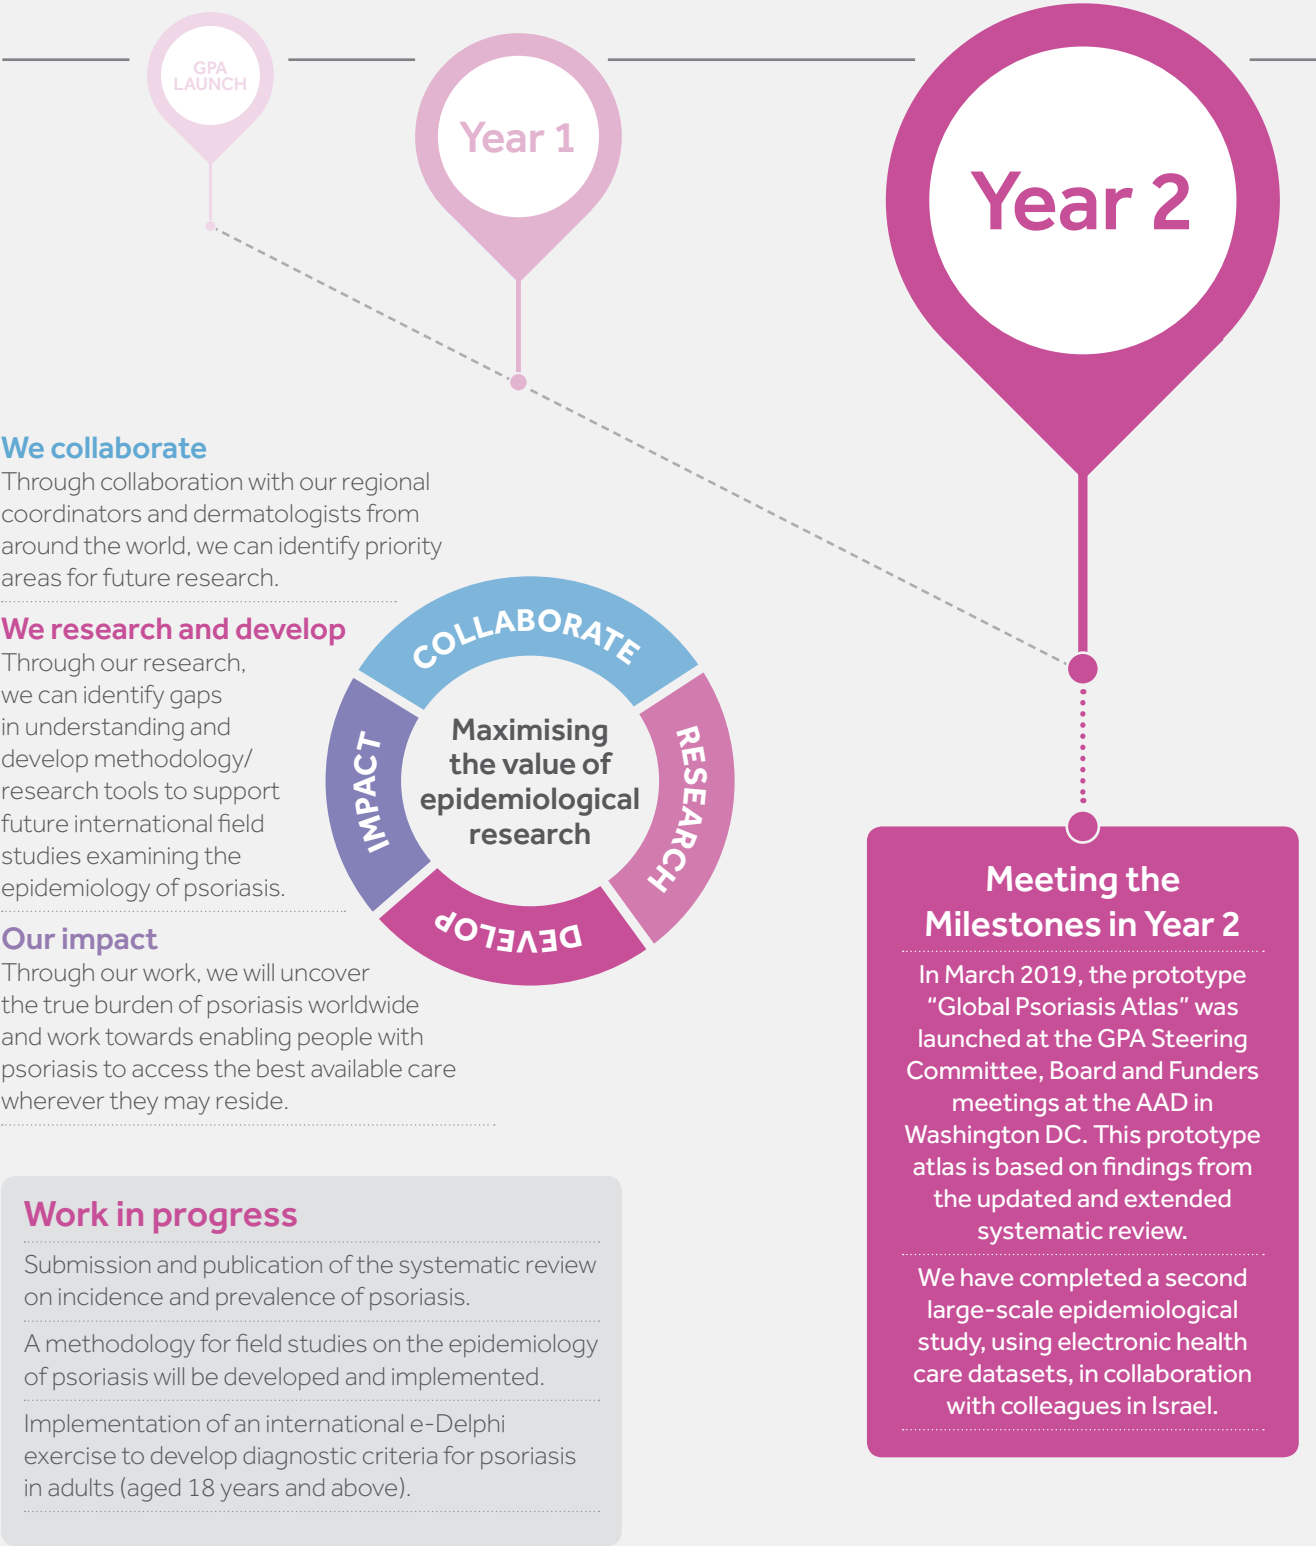 GPA
LAUNCH
Year 1
Year 2
We collaborate
Through collaboration with our regional
coordinators and dermatologists from
around the world, we can identify priority
areas for future research.
We research and develop
Through our research,
we can identify gaps
in understanding and
develop methodology/
research tools to support
future international field
studies examining the
epidemiology of psoriasis.
Our impact
Through our work, we will uncover
the true burden of psoriasis worldwide
and work towards enabling people with
psoriasis to access the best available care
wherever they may reside.
COLLABORATE
RESEARCH
DEVELOP
IMPACT
Maximising
the value of
epidemiological
research
Work in progress
Submission and publication of the systematic review
on incidence and prevalence of psoriasis.
A methodology for field studies on the epidemiology
of psoriasis will be developed and implemented.
Implementation of an international e-Delphi
exercise to develop diagnostic criteria for psoriasis
in adults (aged 18 years and above).
Meeting the
Milestones in Year 2
In March 2019, the prototype
“Global Psoriasis Atlas” was
launched at the GPA Steering
Committee, Board and Funders
meetings at the AAD in
Washington DC. This prototype
atlas is based on findings from
the updated and extended
systematic review.
We have completed a second
large-scale epidemiological
study, using electronic health
care datasets, in collaboration
with colleagues in Israel.